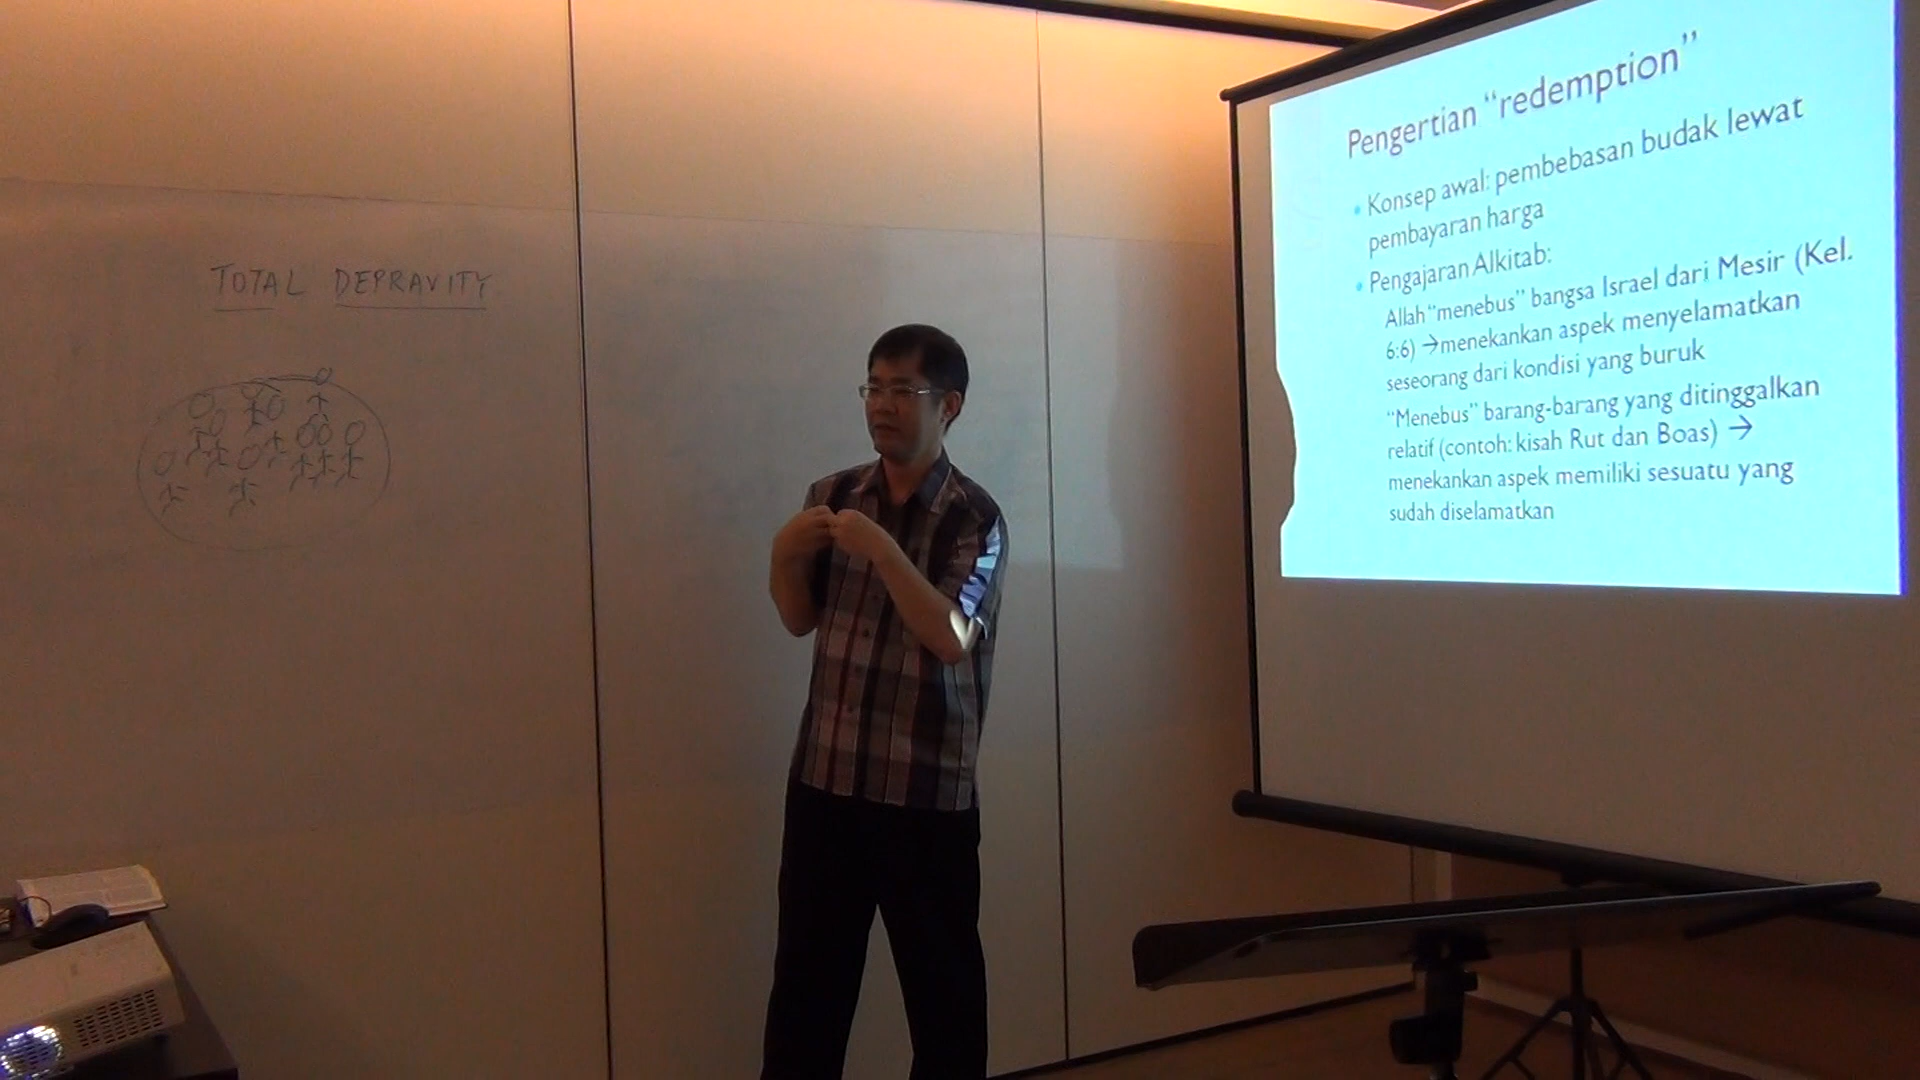 TOTAL DEPRAVITY
Pengertian “redemption”
• Konsep awal: pembebasan budak lewat
pembayaran harga
• Pengajaran Alkitab:
Allah “menebus” bangsa Israel dari Mesir (Kel.
6:6) →menekankan aspek menyelamatkan
seseorang dari kondisi yang buruk
“Menebus” barang-barang yang ditinggalkan
relatif (contoh: kisah Rut dan Boas) →
menekankan aspek memiliki sesuatu yang
sudah diselamatkan